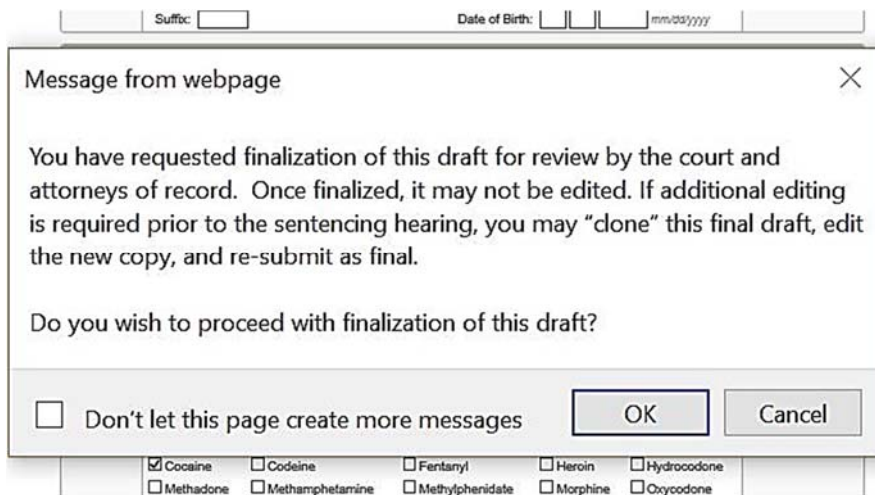 Suffix: Date of Birth: mm/dd/yyyy
Message from webpage
You have requested finalization of this draft for review by the court and
attorneys of record. Once finalized, it may not be edited. If additional editing
is required prior to the sentencing hearing, you may “clone” this final draft, edit
the new copy, and re-submit as final.
Do you wish to proceed with finalization of this draft?
Don’t let this page create more messages OK Cancel
Cocaine Codeine Fentanyl Heroin Hydrocodone
Methadone Methamphetamine Methylphenidate Morphine Oxycodone